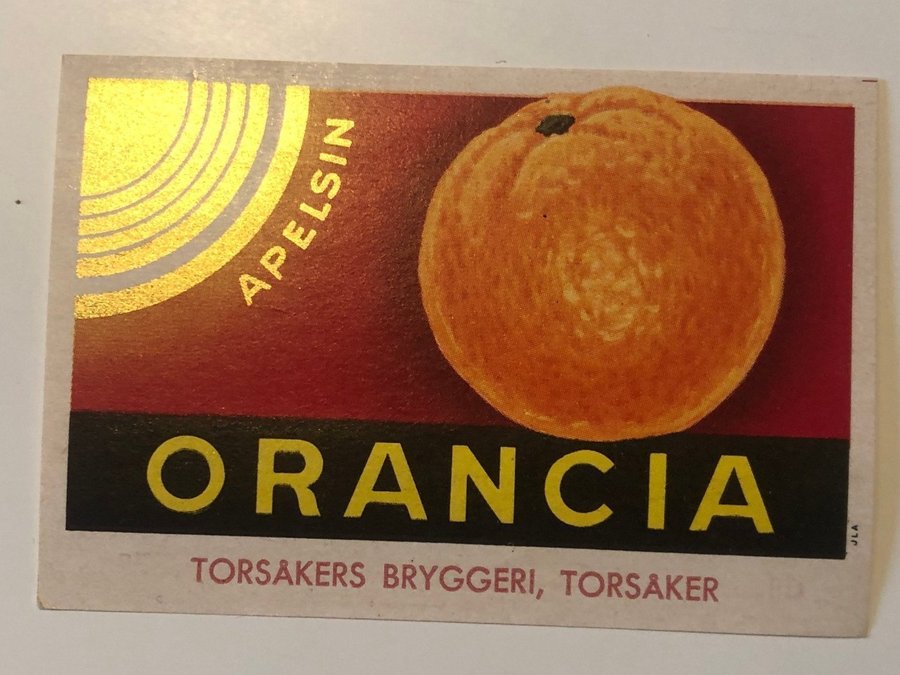 APELSIN
ORANCIA
JLA
TORSÅKERS BRYGGERI, TORSÅKER